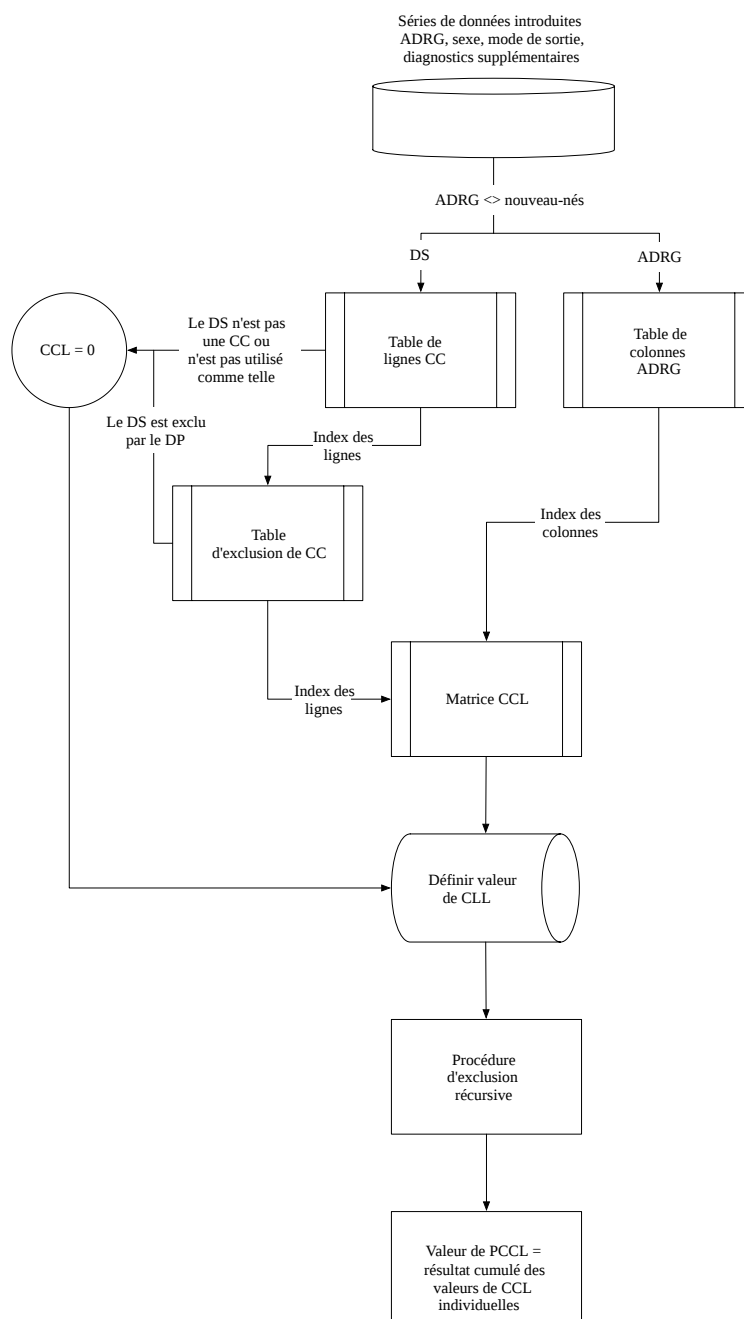 Séries de données introduites
ADRG, sexe, mode de sortie,
diagnostics supplémentaires
ADRG <> nouveau-nés
DS
ADRG
CCL = 0
Le DS n'est pas
une CC ou
n'est pas utilisé
comme telle
Table de
lignes CC
Table de
colonnes
ADRG
Le DS est exclu
par le DP
Index des
lignes
Table
d'exclusion de CC
Index des
colonnes
Index des
lignes
Matrice CCL
Définir valeur
de CLL
Procédure
d'exclusion
récursive
Valeur de PCCL =
résultat cumulé des
valeurs de CCL
individuelles